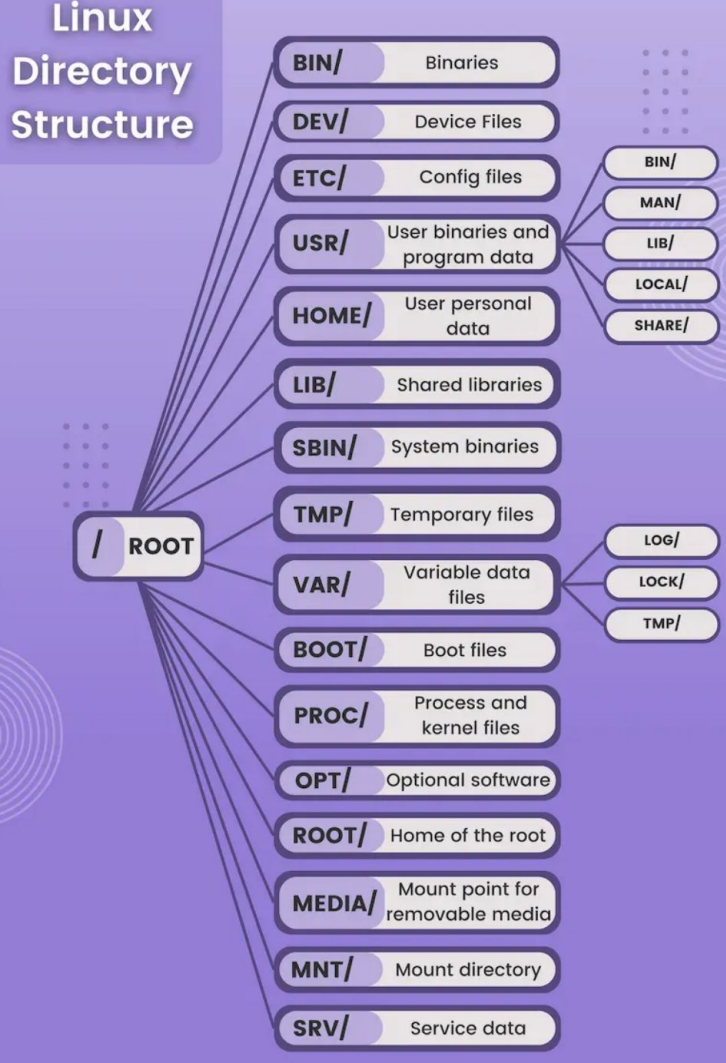 Linux
Directory
Structure
/ ROOT
BIN/ Binaries
DEV/ Device Files
ETC/ Config files
USR/ User binaries and
program data
BIN/
MAN/
LIB/
LOCAL/
SHARE/
HOME/ User personal
data
LIB/ Shared libraries
SBIN/ System binaries
TMP/ Temporary files
VAR/ Variable data
files
LOG/
LOCK/
TMP/
BOOT/ Boot files
PROC/ Process and
kernel files
OPT/ Optional software
ROOT/ Home of the root
MEDIA/ Mount point for
removable media
MNT/ Mount directory
SRV/ Service data